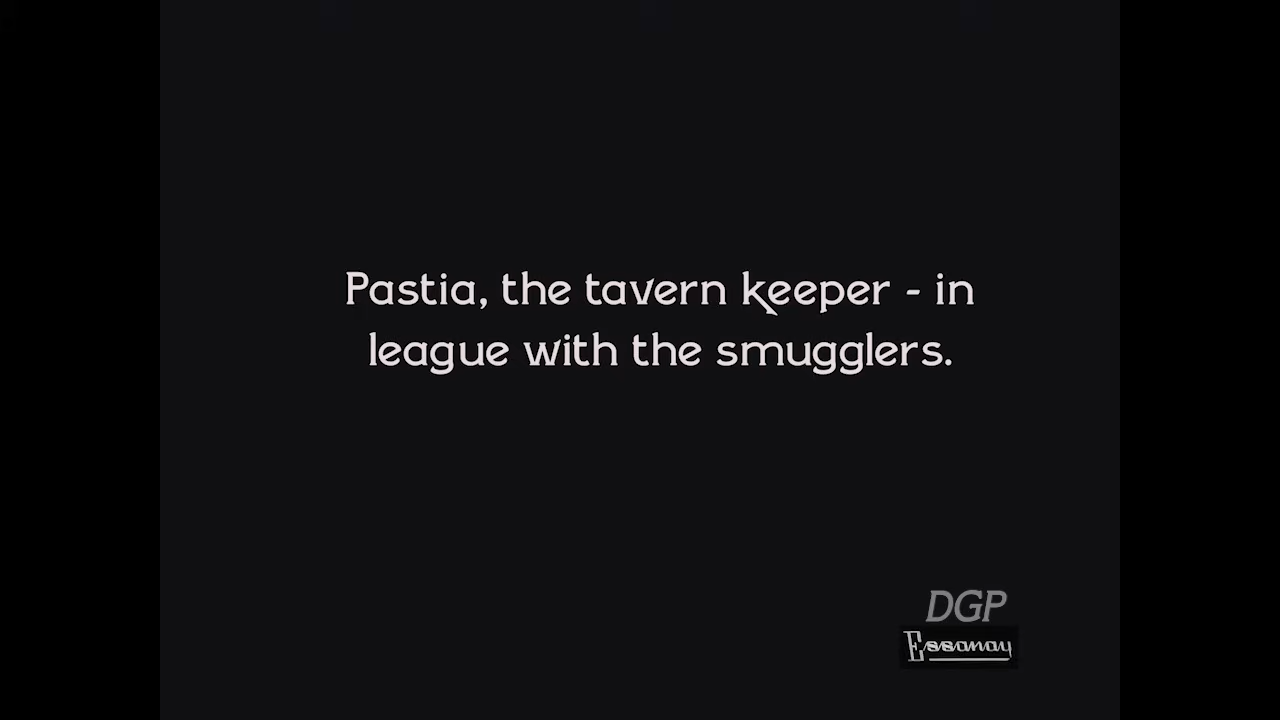 Pastia, the tavern keeper - in
league with the smugglers.
DGP
Essanay